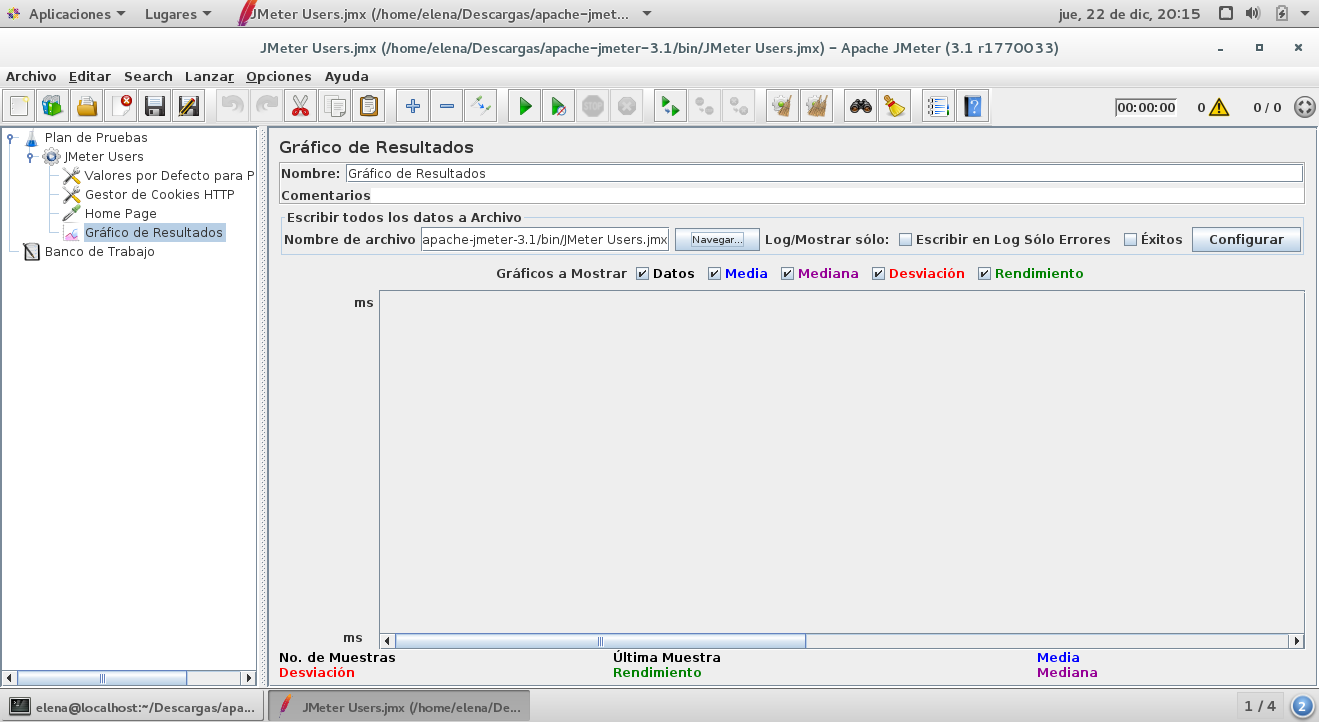 Aplicaciones Lugares JMeter Users.jmx (/home/elena/Descargas/apache-jmet... jue, 22 de dic, 20:15
JMeter Users.jmx (/home/elena/Descargas/apache-jmeter-3.1/bin/JMeter Users.jmx) - Apache JMeter (3.1 r1770033)
Archivo Editar Search Lanzar Opciones Ayuda
STOP 00:00:00 0 0 / 0
Plan de Pruebas
JMeter Users
Valores por Defecto para P
Gestor de Cookies HTTP
Home Page
Gráfico de Resultados
Banco de Trabajo
Gráfico de Resultados
Nombre: Gráfico de Resultados
Comentarios
Escribir todos los datos a Archivo
Nombre de archivo apache-jmeter-3.1/bin/JMeter Users.jmx Navegar... Log/Mostrar sólo: Escribir en Log Sólo Errores Éxitos Configurar
Gráficos a Mostrar Datos Media Mediana Desviación Rendimiento
ms
ms
No. de Muestras Última Muestra Media
Desviación Rendimiento Mediana
elena@localhost:~/Descargas/apa... JMeter Users.jmx (/home/elena/De... 1 / 4 2